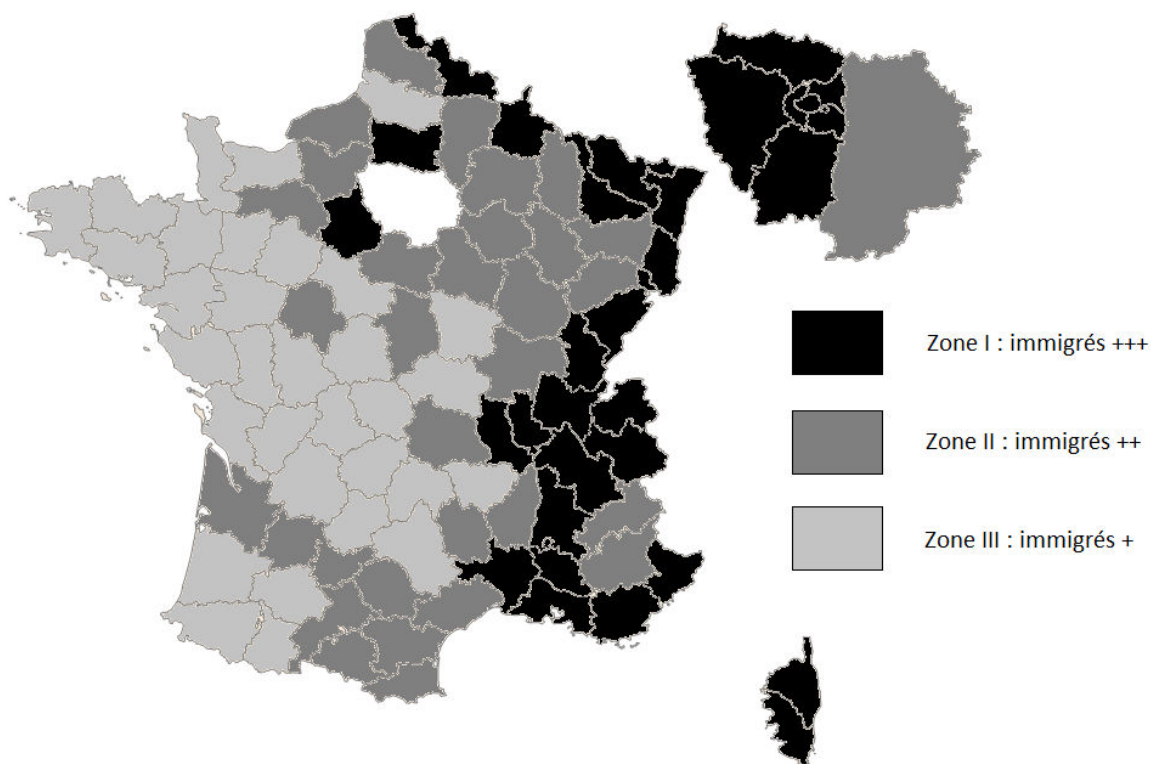 Zone I : immigrés +++
Zone II : immigrés ++
Zone III : immigrés +